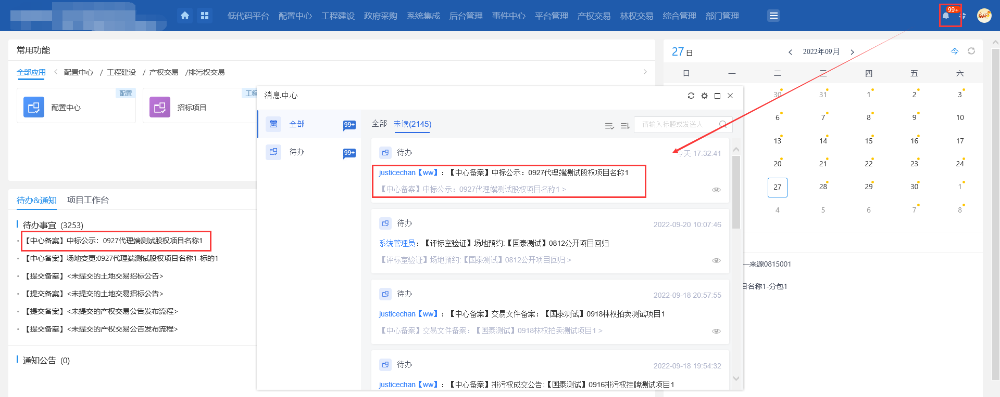 低代码平台 配置中心 工程建设 政府采购 系统集成 后台管理 事件中心 平台管理 产权交易 林权交易 综合管理 部门管理 99+
常用功能
全部应用 配置中心 / 工程建设 / 产权交易 /排污权交易
配置
配置中心
工程
招标项目
待办&通知 项目工作台
待办事宜 (3253)
【中心备案】中标公示：0927代理端测试股权项目名称1
【中心备案】场地变更:0927代理端测试股权项目名称1-标的1
【提交备案】<未提交的土地交易招标公告>
【提交备案】<未提交的土地交易招标公告>
【提交备案】<未提交的产权交易公告发布流程>
【提交备案】<未提交的产权交易公告发布流程>
通知公告 (0)
消息中心
全部 99+
待办 99+
全部 未读(2145)
请输入标题或发送人
待办 今天 17:32:41
justicechan【ww】：【中心备案】中标公示：0927代理端测试股权项目名称1
【中心备案】中标公示：0927代理端测试股权项目名称1 >
待办 2022-09-20 10:07:46
系统管理员：【评标室验证】场地预约:【国泰测试】0812公开项目回归
【评标室验证】场地预约:【国泰测试】0812公开项目回归 >
待办 2022-09-18 20:57:55
justicechan【ww】：【中心备案】交易文件备案：【国泰测试】0918林权拍卖测试项目1
【中心备案】交易文件备案：【国泰测试】0918林权拍卖测试项目1 >
待办 2022-09-18 19:54:32
justicechan【ww】：【中心备案】排污权成交公告:【国泰测试】0916排污权挂牌测试项目1
27日 2022年09月 今
日 一 二 三 四 五 六
30 31 1 2 3
6 7 8 9 10
13 14 15 16 17
20 21 22 23 24
27 28 29 30 1
4 5 6 7 8
—来源0815001
目名称1-分包1